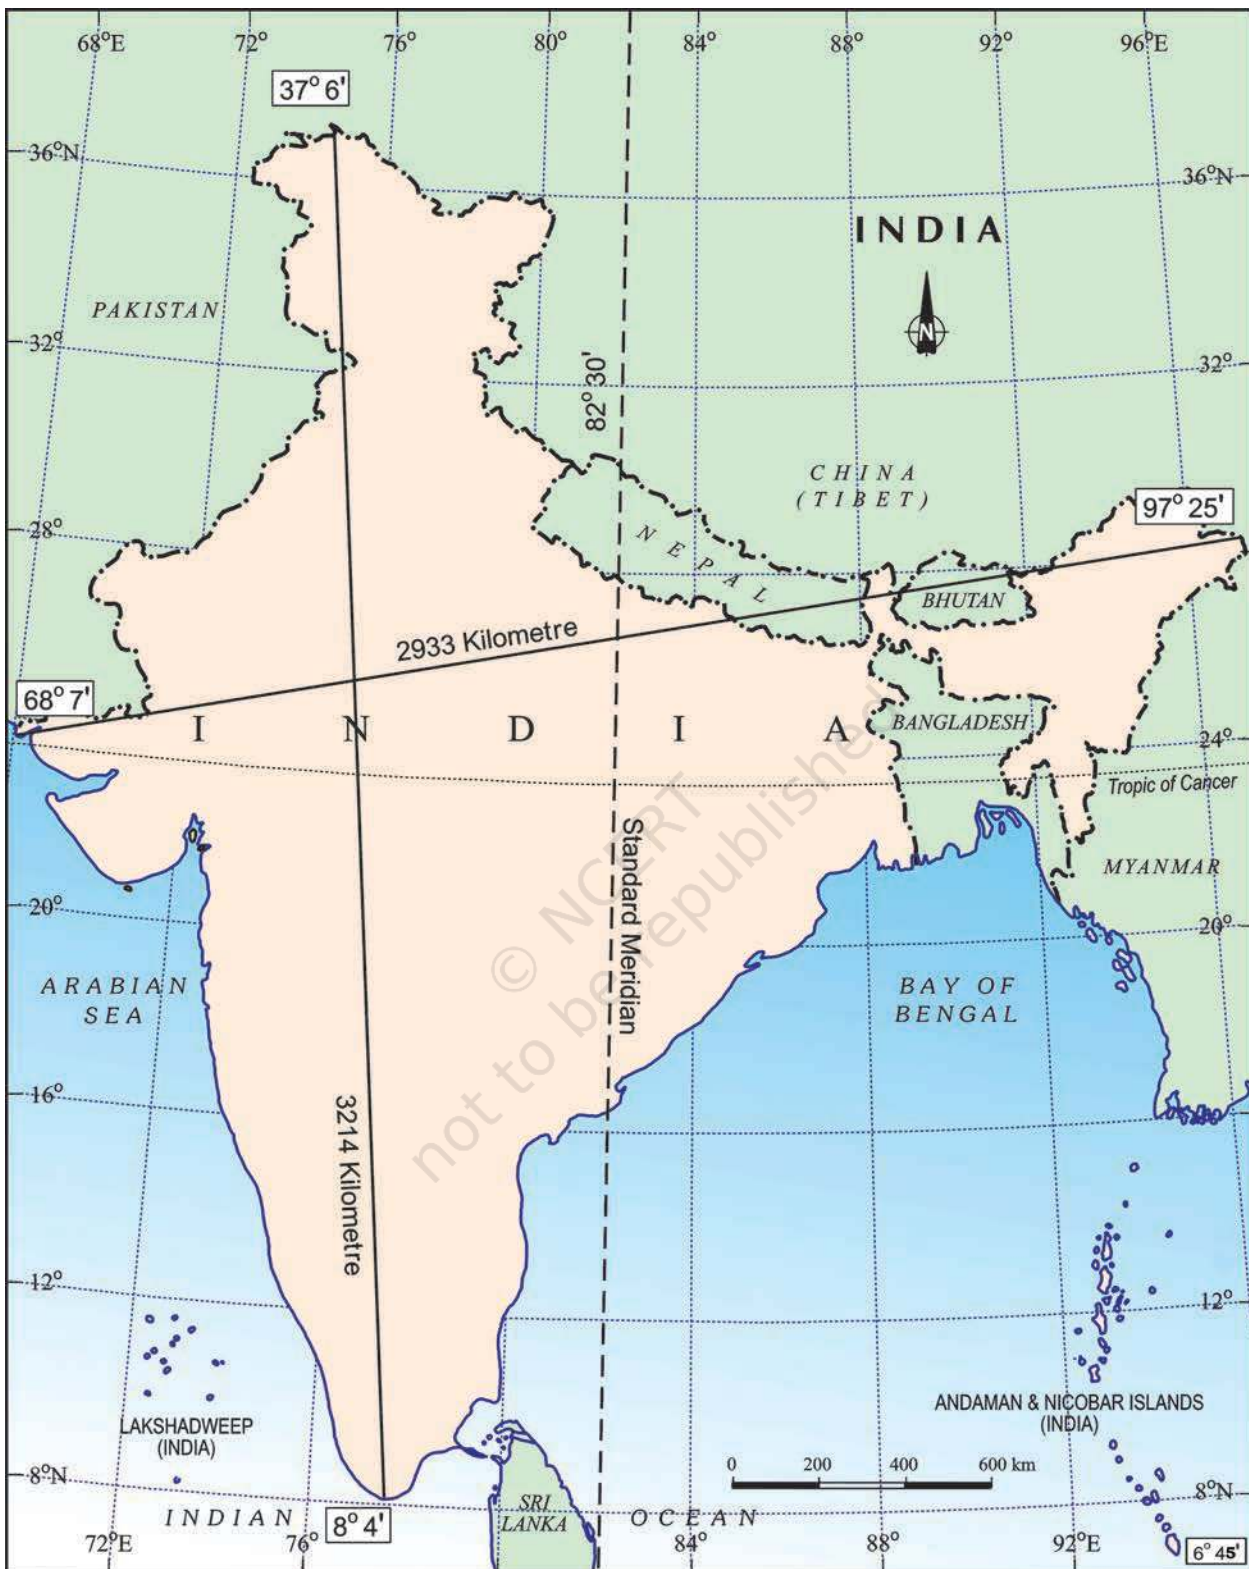 68°E 72° 76° 80° 84° 88° 92° 96°E
37° 6'
36°N
36°N
INDIA
N
PAKISTAN
32°
32°
82° 30'
CHINA
(TIBET)
97° 25'
28°
NEPAL
BHUTAN
2933 Kilometre
68° 7'
INDIA
BANGLADESH
24°
Tropic of Cancer
Standard Meridian
© NCERT
not to be republished
MYANMAR
20°
20°
ARABIAN
SEA
BAY OF
BENGAL
16°
3214 Kilometre
12°
12°
LAKSHADWEEP
(INDIA)
ANDAMAN & NICOBAR ISLANDS
(INDIA)
0 200 400 600 km
8°N
8°N
INDIAN
8° 4'
SRI
LANKA
OCEAN
72°E 76° 84° 88° 92°E
6° 45'